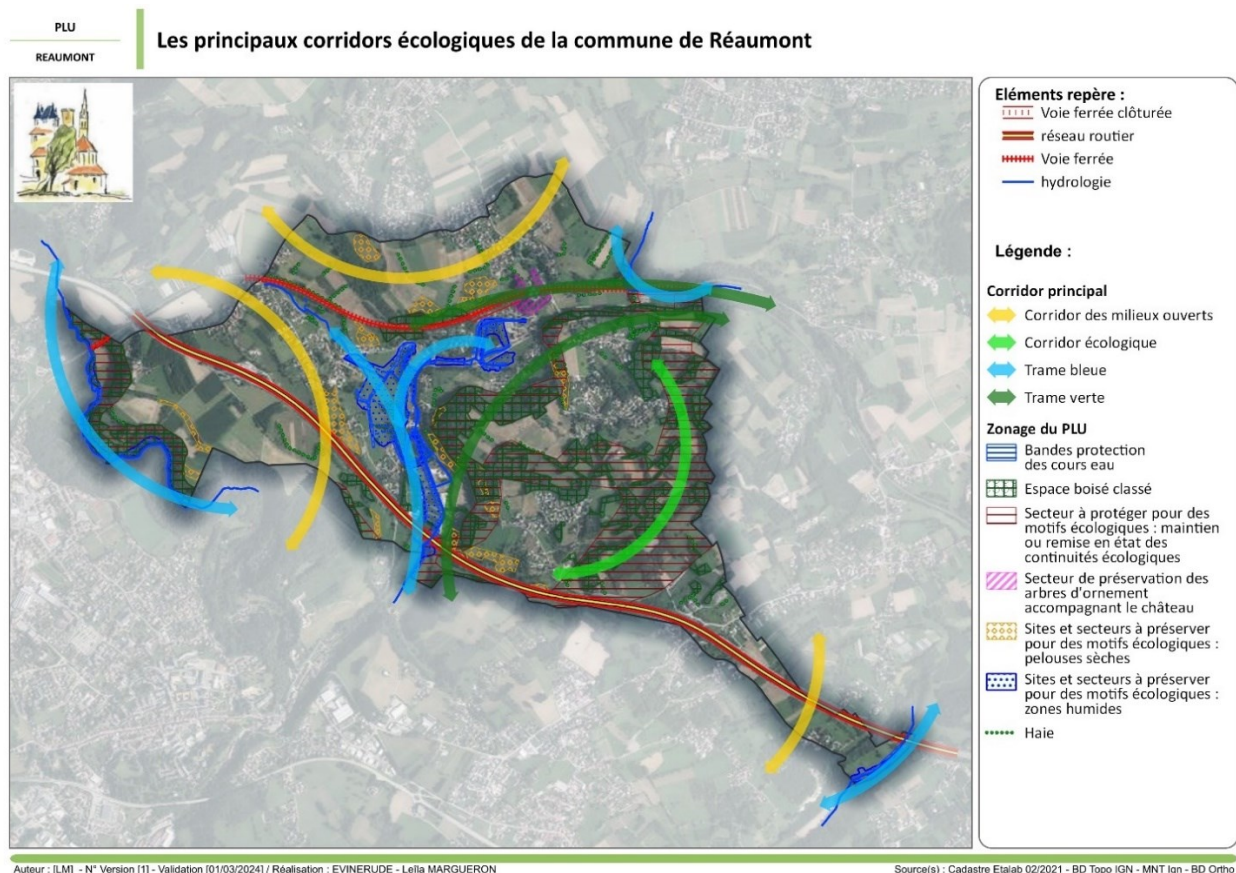 PLU
REAUMONT
Les principaux corridors écologiques de la commune de Réaumont
Eléments repère :
Voie ferrée clôturée
réseau routier
Voie ferrée
hydrologie
Légende :
Corridor principal
Corridor des milieux ouverts
Corridor écologique
Trame bleue
Trame verte
Zonage du PLU
Bandes protection
des cours eau
Espace boisé classé
Secteur à protéger pour des
motifs écologiques : maintien
ou remise en état des
continuités écologiques
Secteur de préservation des
arbres d'ornement
accompagnant le château
Sites et secteurs à préserver
pour des motifs écologiques :
pelouses sèches
Sites et secteurs à préserver
pour des motifs écologiques :
zones humides
Haie
Auteur : [LM] - N° Version [1] - Validation [01/03/2024] / Réalisation : EVINERUDE - Leïla MARGUERON
Source(s) : Cadastre Etalab 02/2021 - BD Topo IGN - MNT Ign - BD Ortho